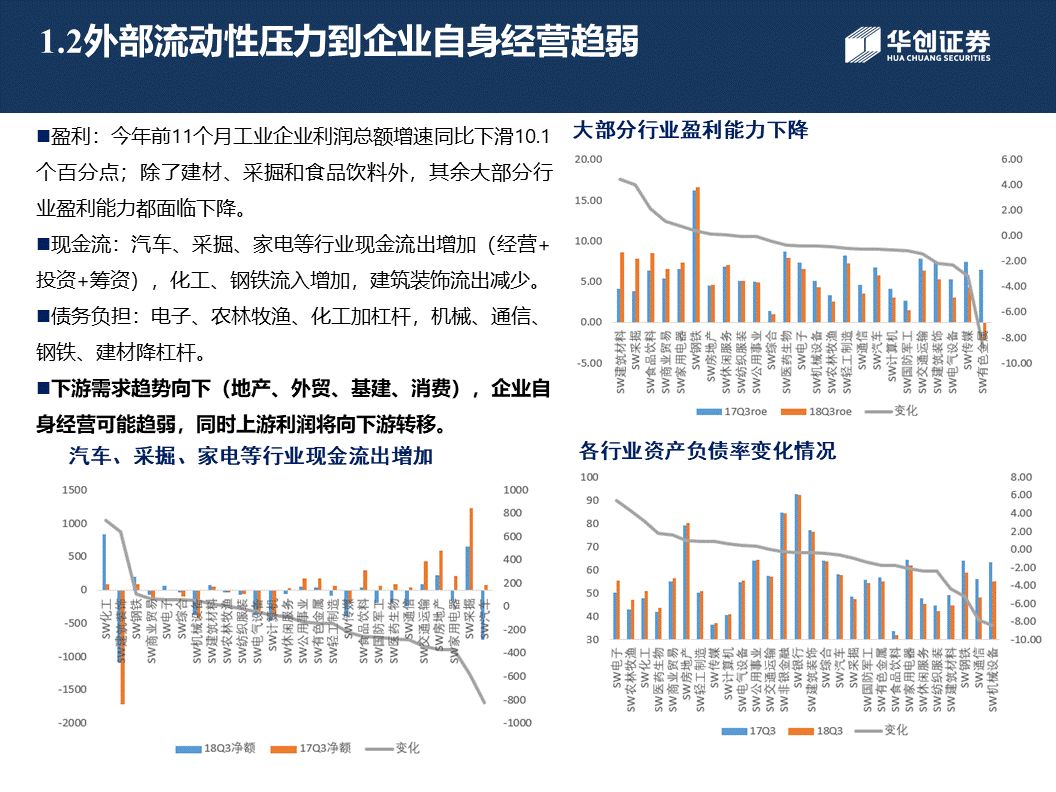 1.2外部流动性压力到企业自身经营趋弱
华创证券
HUA CHUANG SECURITIES
■盈利：今年前11个月工业企业利润总额增速同比下滑10.1
个百分点；除了建材、采掘和食品饮料外，其余大部分行
业盈利能力都面临下降。
■现金流：汽车、采掘、家电等行业现金流出增加（经营+
投资+筹资），化工、钢铁流入增加，建筑装饰流出减少。
■债务负担：电子、农林牧渔、化工加杠杆，机械、通信、
钢铁、建材降杠杆。
■下游需求趋势向下（地产、外贸、基建、消费），企业自
身经营可能趋弱，同时上游利润将向下游转移。
大部分行业盈利能力下降
20.00
15.00
10.00
5.00
0.00
-5.00
6.00
4.00
2.00
0.00
-2.00
-4.00
-6.00
-8.00
-10.00
SW建筑材料
SW采掘
SW食品饮料
SW商业贸易
SW家用电器
SW钢铁
SW房地产
SW休闲服务
SW纺织服装
SW公用事业
SW综合
SW医药生物
SW电子
SW机械设备
SW农林牧渔
SW轻工制造
SW通信
SW汽车
SW计算机
SW国防军工
SW交通运输
SW建筑装饰
SW电气设备
SW传媒
SW有色金属
17Q3roe 18Q3roe 变化
汽车、采掘、家电等行业现金流出增加
1500
1000
500
0
-500
-1000
-1500
-2000
1000
800
600
400
200
0
-200
-400
-600
-800
-1000
SW化工
SW建筑装饰
SW钢铁
SW商业贸易
SW电子
SW综合
SW机械设备
SW建筑材料
SW农林牧渔
SW纺织服装
SW电气设备
SW计算机
SW休闲服务
SW公用事业
SW有色金属
SW轻工制造
SW传媒
SW食品饮料
SW国防军工
SW医药生物
SW通信
SW交通运输
SW房地产
SW家用电器
SW采掘
SW汽车
18Q3净额 17Q3净额 变化
各行业资产负债率变化情况
100
90
80
70
60
50
40
30
8.00
6.00
4.00
2.00
0.00
-2.00
-4.00
-6.00
-8.00
-10.00
SW电子
SW农林牧渔
SW化工
SW医药生物
SW商业贸易
SW房地产
SW轻工制造
SW传媒
SW计算机
SW电气设备
SW公用事业
SW交通运输
SW非银金融
SW银行
SW建筑装饰
SW综合
SW汽车
SW采掘
SW国防军工
SW有色金属
SW食品饮料
SW家用电器
SW休闲服务
SW纺织服装
SW建筑材料
SW钢铁
SW通信
SW机械设备
17Q3 18Q3 变化